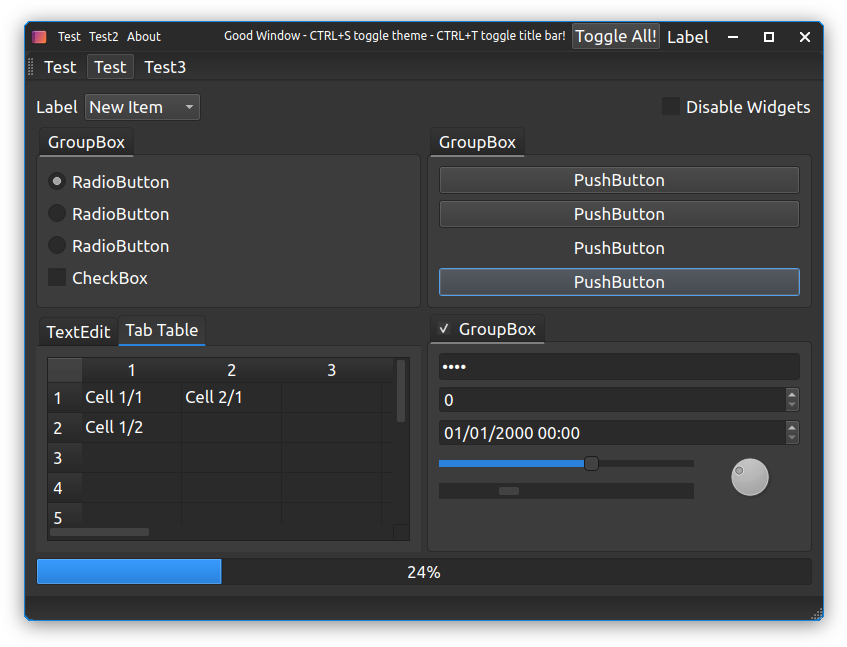 Test Test2 About Good Window - CTRL+S toggle theme - CTRL+T toggle title bar! Toggle All! Label
Test Test Test3
Label New Item Disable Widgets
GroupBox
RadioButton
RadioButton
RadioButton
CheckBox
GroupBox
PushButton
PushButton
PushButton
PushButton
TextEdit Tab Table
1 2 3
1 Cell 1/1 Cell 2/1
2 Cell 1/2
3
4
5
GroupBox
••••
0
01/01/2000 00:00
24%